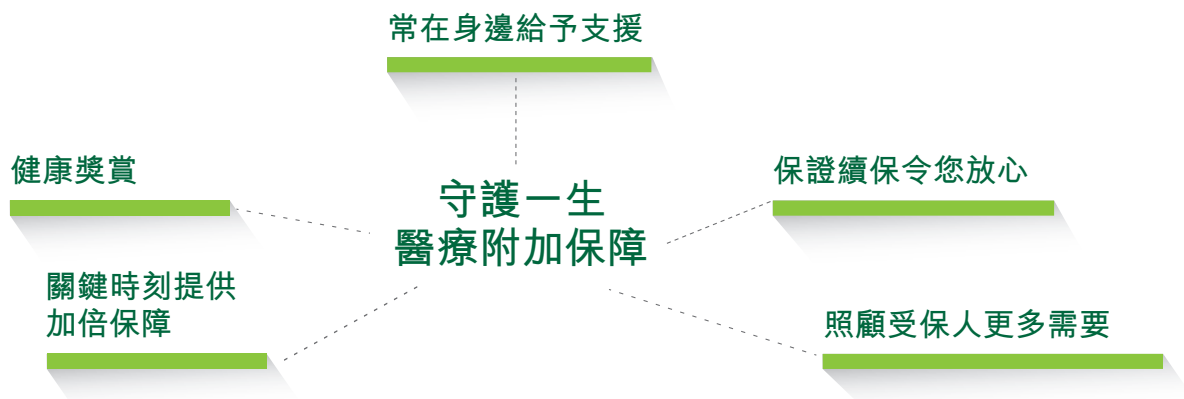 常在身邊給予支援
健康獎賞
保證續保令您放心
守護一生
醫療附加保障
關鍵時刻提供
加倍保障
照顧受保人更多需要